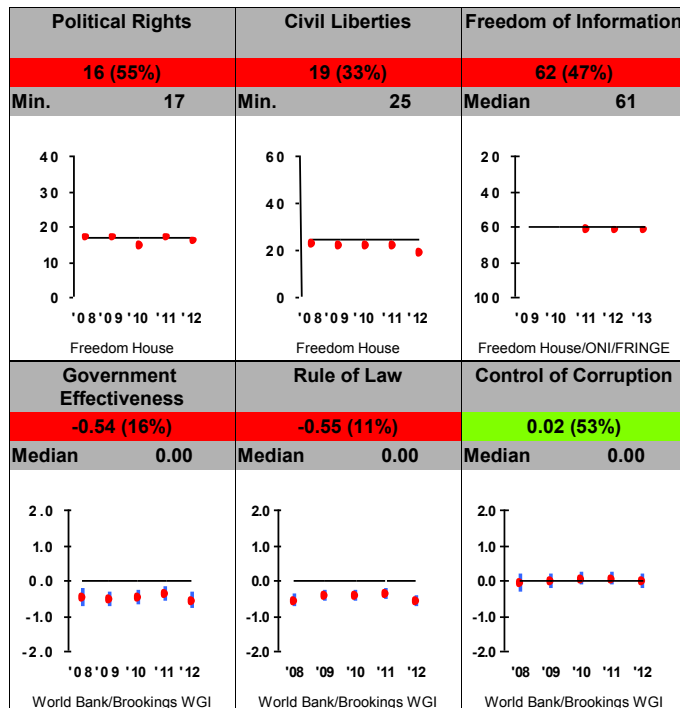 Political Rights
16 (55%)
Min. 17
40
30
20
10
0
'08 '09 '10 '11 '12
Freedom House
Civil Liberties
19 (33%)
Min. 25
60
40
20
0
'08 '09 '10 '11 '12
Freedom House
Freedom of Information
62 (47%)
Median 61
20
40
60
80
100
'09 '10 '11 '12 '13
Freedom House/ONI/FRINGE
Government
Effectiveness
-0.54 (16%)
Median 0.00
2.0
1.0
0.0
-1.0
-2.0
'08 '09 '10 '11 '12
World Bank/Brookings WGI
Rule of Law
-0.55 (11%)
Median 0.00
2.0
1.0
0.0
-1.0
-2.0
'08 '09 '10 '11 '12
World Bank/Brookings WGI
Control of Corruption
0.02 (53%)
Median 0.00
2.0
1.0
0.0
-1.0
-2.0
'08 '09 '10 '11 '12
World Bank/Brookings WGI